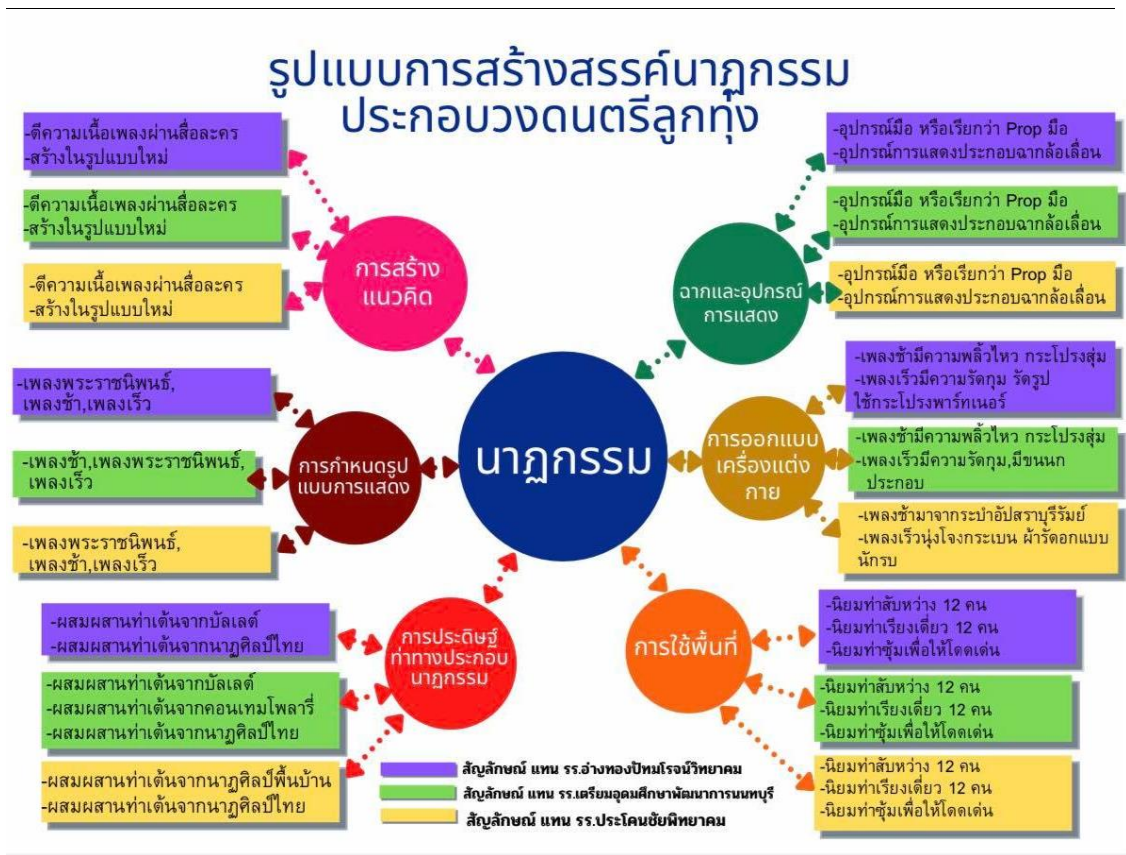 รูปแบบการสร้างสรรค์นาฏกรรม
ประกอบวงดนตรีลูกทุ่ง
-ตีความเนื้อเพลงผ่านสื่อละคร
-สร้างในรูปแบบใหม่
-ตีความเนื้อเพลงผ่านสื่อละคร
-สร้างในรูปแบบใหม่
-ตีความเนื้อเพลงผ่านสื่อละคร
-สร้างในรูปแบบใหม่
การสร้าง
แนวคิด
-อุปกรณ์มือ หรือเรียกว่า Prop มือ
-อุปกรณ์การแสดงประกอบฉากล้อเลื่อน
-อุปกรณ์มือ หรือเรียกว่า Prop มือ
-อุปกรณ์การแสดงประกอบฉากล้อเลื่อน
-อุปกรณ์มือ หรือเรียกว่า Prop มือ
-อุปกรณ์การแสดงประกอบฉากล้อเลื่อน
ฉากและอุปกรณ์
การแสดง
-เพลงพระราชนิพนธ์,
เพลงช้า,เพลงเร็ว
-เพลงช้า,เพลงพระราชนิพนธ์,
เพลงเร็ว
-เพลงพระราชนิพนธ์,
เพลงช้า,เพลงเร็ว
การกำหนดรูป
แบบการแสดง
นาฏกรรม
การออกแบบ
เครื่องแต่ง
กาย
-เพลงช้ามีความพลิ้วไหว กระโปรงสุ่ม
-เพลงเร็วมีความรัดกุม รัดรูป
ใช้กระโปรงพาร์ทเนอร์
-เพลงช้ามีความพลิ้วไหว กระโปรงสุ่ม
-เพลงเร็วมีความรัดกุม,มีขนนก
ประกอบ
-เพลงช้ามาจากระบำอัปสราบุรีรัมย์
-เพลงเร็วนุ่งโจงกระเบน ผ้ารัดอกแบบ
นักรบ
-ผสมผสานท่าเต้นจากบัลเลต์
-ผสมผสานท่าเต้นจากนาฏศิลป์ไทย
-ผสมผสานท่าเต้นจากบัลเลต์
-ผสมผสานท่าเต้นจากคอนเทมโพลารี่
-ผสมผสานท่าเต้นจากนาฏศิลป์ไทย
-ผสมผสานท่าเต้นจากนาฏศิลป์พื้นบ้าน
-ผสมผสานท่าเต้นจากนาฏศิลป์ไทย
การประดิษฐ์
ท่าทางประกอบ
นาฏกรรม
การใช้พื้นที่
-นิยมท่าสับหว่าง 12 คน
-นิยมท่าเรียงเดี่ยว 12 คน
-นิยมท่าซุ้มเพื่อให้โดดเด่น
-นิยมท่าสับหว่าง 12 คน
-นิยมท่าเรียงเดี่ยว 12 คน
-นิยมท่าซุ้มเพื่อให้โดดเด่น
-นิยมท่าสับหว่าง 12 คน
-นิยมท่าเรียงเดี่ยว 12 คน
-นิยมท่าซุ้มเพื่อให้โดดเด่น
สัญลักษณ์ แทน รร.อ่างทองปัทมโรจน์วิทยาคม
สัญลักษณ์ แทน รร.เตรียมอุดมศึกษาพัฒนาการนนทบุรี
สัญลักษณ์ แทน รร.ประโคนชัยพิทยาคม